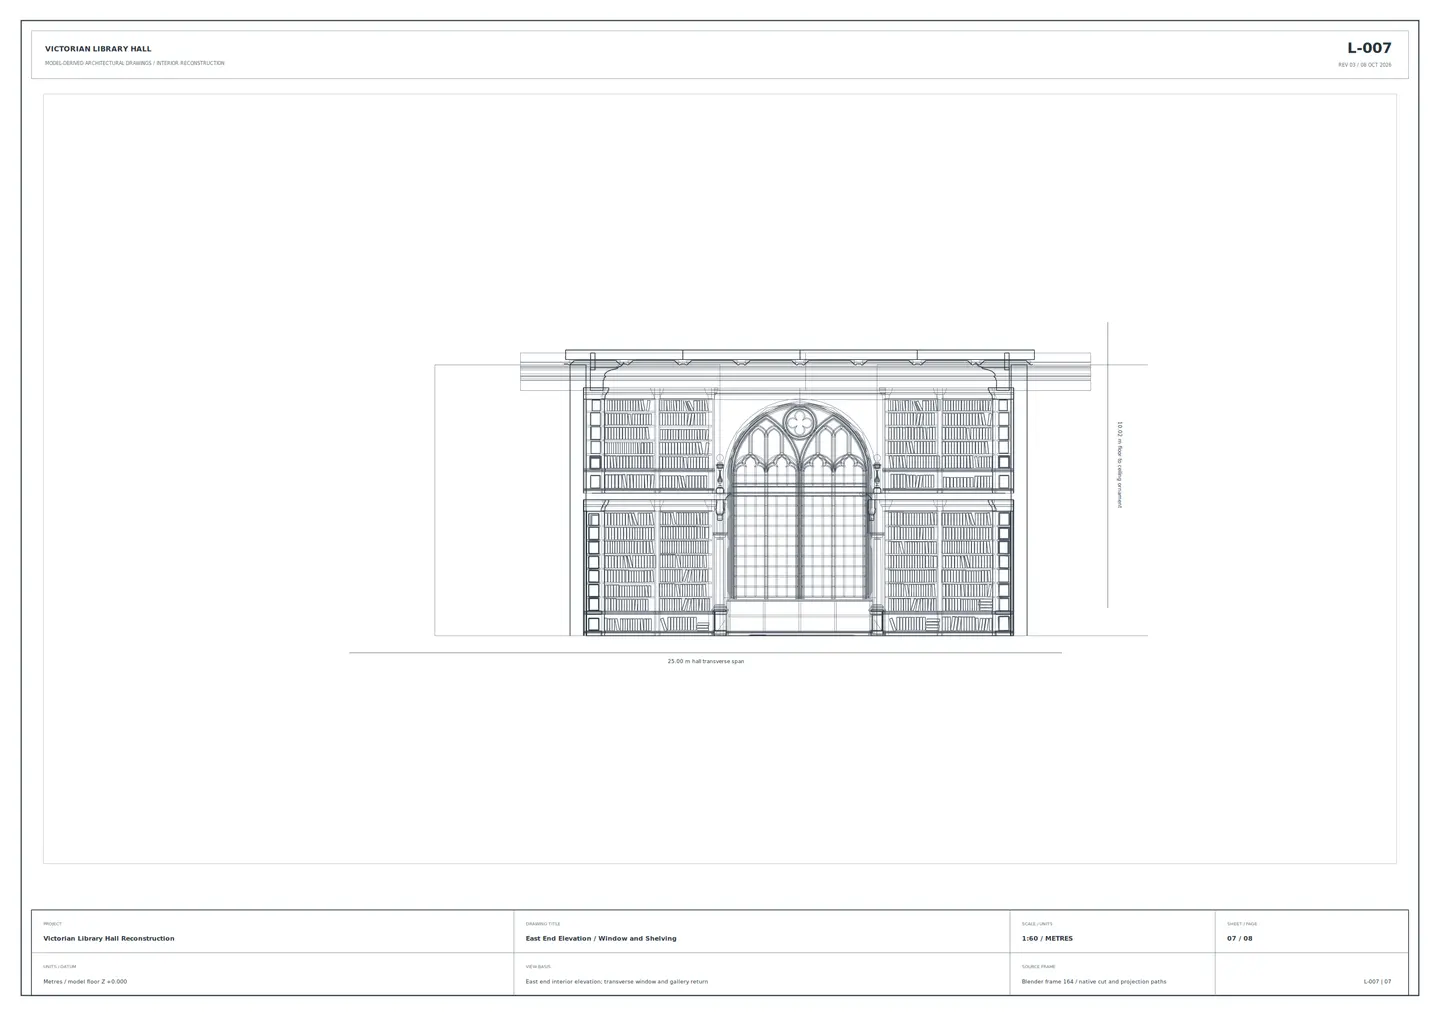 VICTORIAN LIBRARY HALL
MODEL-DERIVED ARCHITECTURAL DRAWINGS / INTERIOR RECONSTRUCTION
L-007
REV 03 / 08 OCT 2026
10.02 m floor to ceiling ornament
25.00 m hall transverse span
PROJECT
Victorian Library Hall Reconstruction
DRAWING TITLE
East End Elevation / Window and Shelving
SCALE / UNITS
1:60 / METRES
SHEET / PAGE
07 / 08
UNITS / DATUM
Metres / model floor Z +0.000
VIEW BASIS
East end interior elevation; transverse window and gallery return
SOURCE FRAME
Blender frame 164 / native cut and projection paths
L-007 | 07